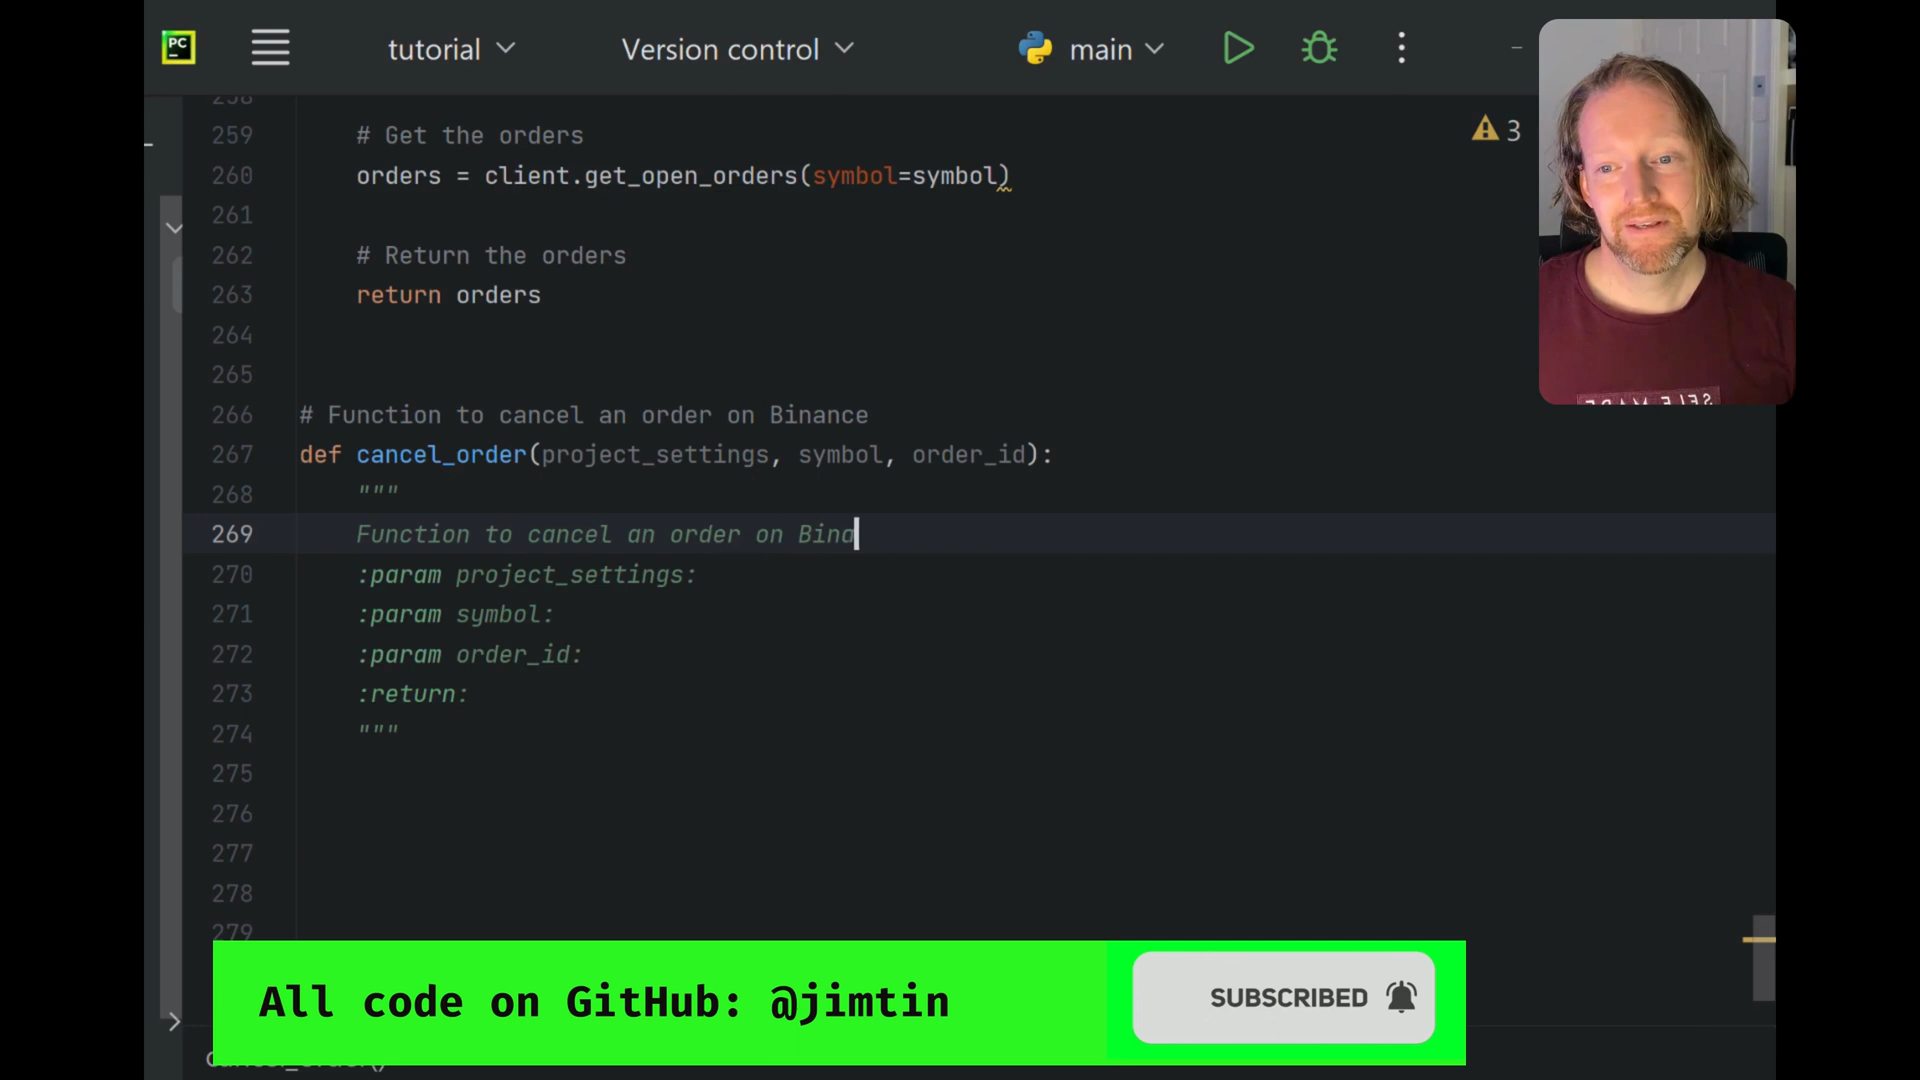 PC
tutorial
Version control
main
258
259 # Get the orders
260 orders = client.get_open_orders(symbol=symbol)
3
261
262 # Return the orders
263 return orders
264
265
266 # Function to cancel an order on Binance
267 def cancel_order(project_settings, symbol, order_id):
268 """
269 Function to cancel an order on Bina
270 :param project_settings:
271 :param symbol:
272 :param order_id:
273 :return:
274 """
275
276
277
278
279
All code on GitHub: @jimtin
SUBSCRIBED
cancel_order()